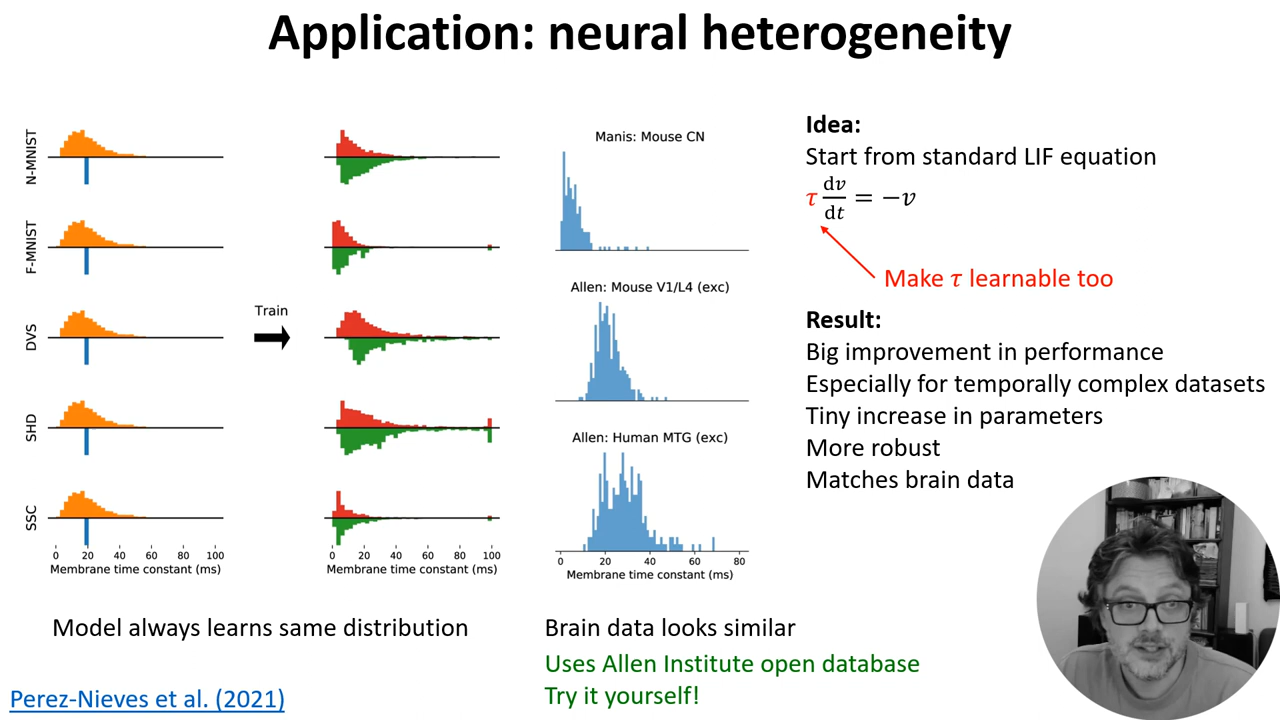 Application: neural heterogeneity
N-MNIST
F-MNIST
DVS
SHD
SSC
0 20 40 60 80 100
Membrane time constant (ms)
Train
0 20 40 60 80 100
Membrane time constant (ms)
Model always learns same distribution
Manis: Mouse CN
Allen: Mouse V1/L4 (exc)
Allen: Human MTG (exc)
0 20 40 60 80
Membrane time constant (ms)
Brain data looks similar
Uses Allen Institute open database
Try it yourself!
Idea:
Start from standard LIF equation
τ dv/dt = −v
Make τ learnable too
Result:
Big improvement in performance
Especially for temporally complex datasets
Tiny increase in parameters
More robust
Matches brain data
Perez-Nieves et al. (2021)